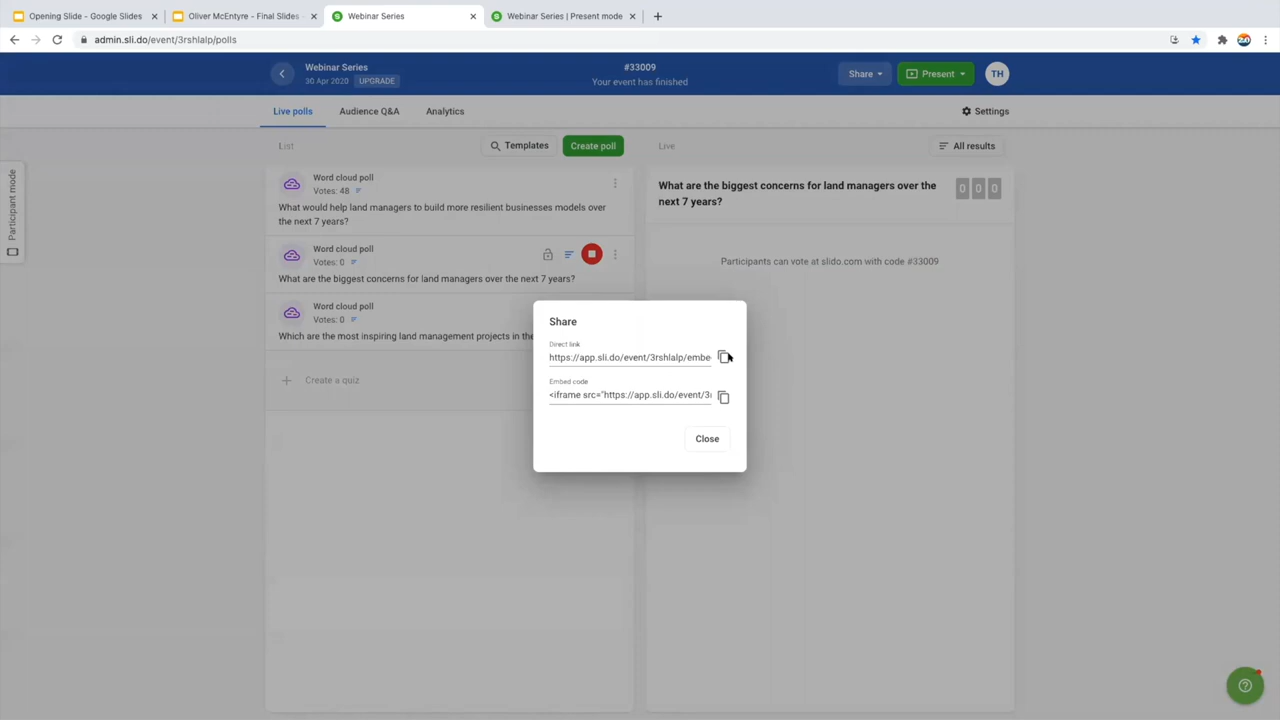 Opening Slide - Google Slides
Oliver McEntyre - Final Slides -
Webinar Series
Webinar Series | Present mode
admin.sli.do/event/3rshlalp/polls
Webinar Series
30 Apr 2020 UPGRADE
#33009
Your event has finished
Share
Present
TH
Live polls
Audience Q&A
Analytics
Settings
Participant mode
List
Templates
Create poll
Live
All results
Word cloud poll
Votes: 48
What would help land managers to build more resilient businesses models over
the next 7 years?
Word cloud poll
Votes: 0
What are the biggest concerns for land managers over the next 7 years?
Word cloud poll
Votes: 0
Which are the most inspiring land management projects in the
Create a quiz
What are the biggest concerns for land managers over the
next 7 years?
0 0 0
Participants can vote at slido.com with code #33009
Share
Direct link
https://app.sli.do/event/3rshlalp/embe
Embed code
<iframe src="https://app.sli.do/event/3
Close